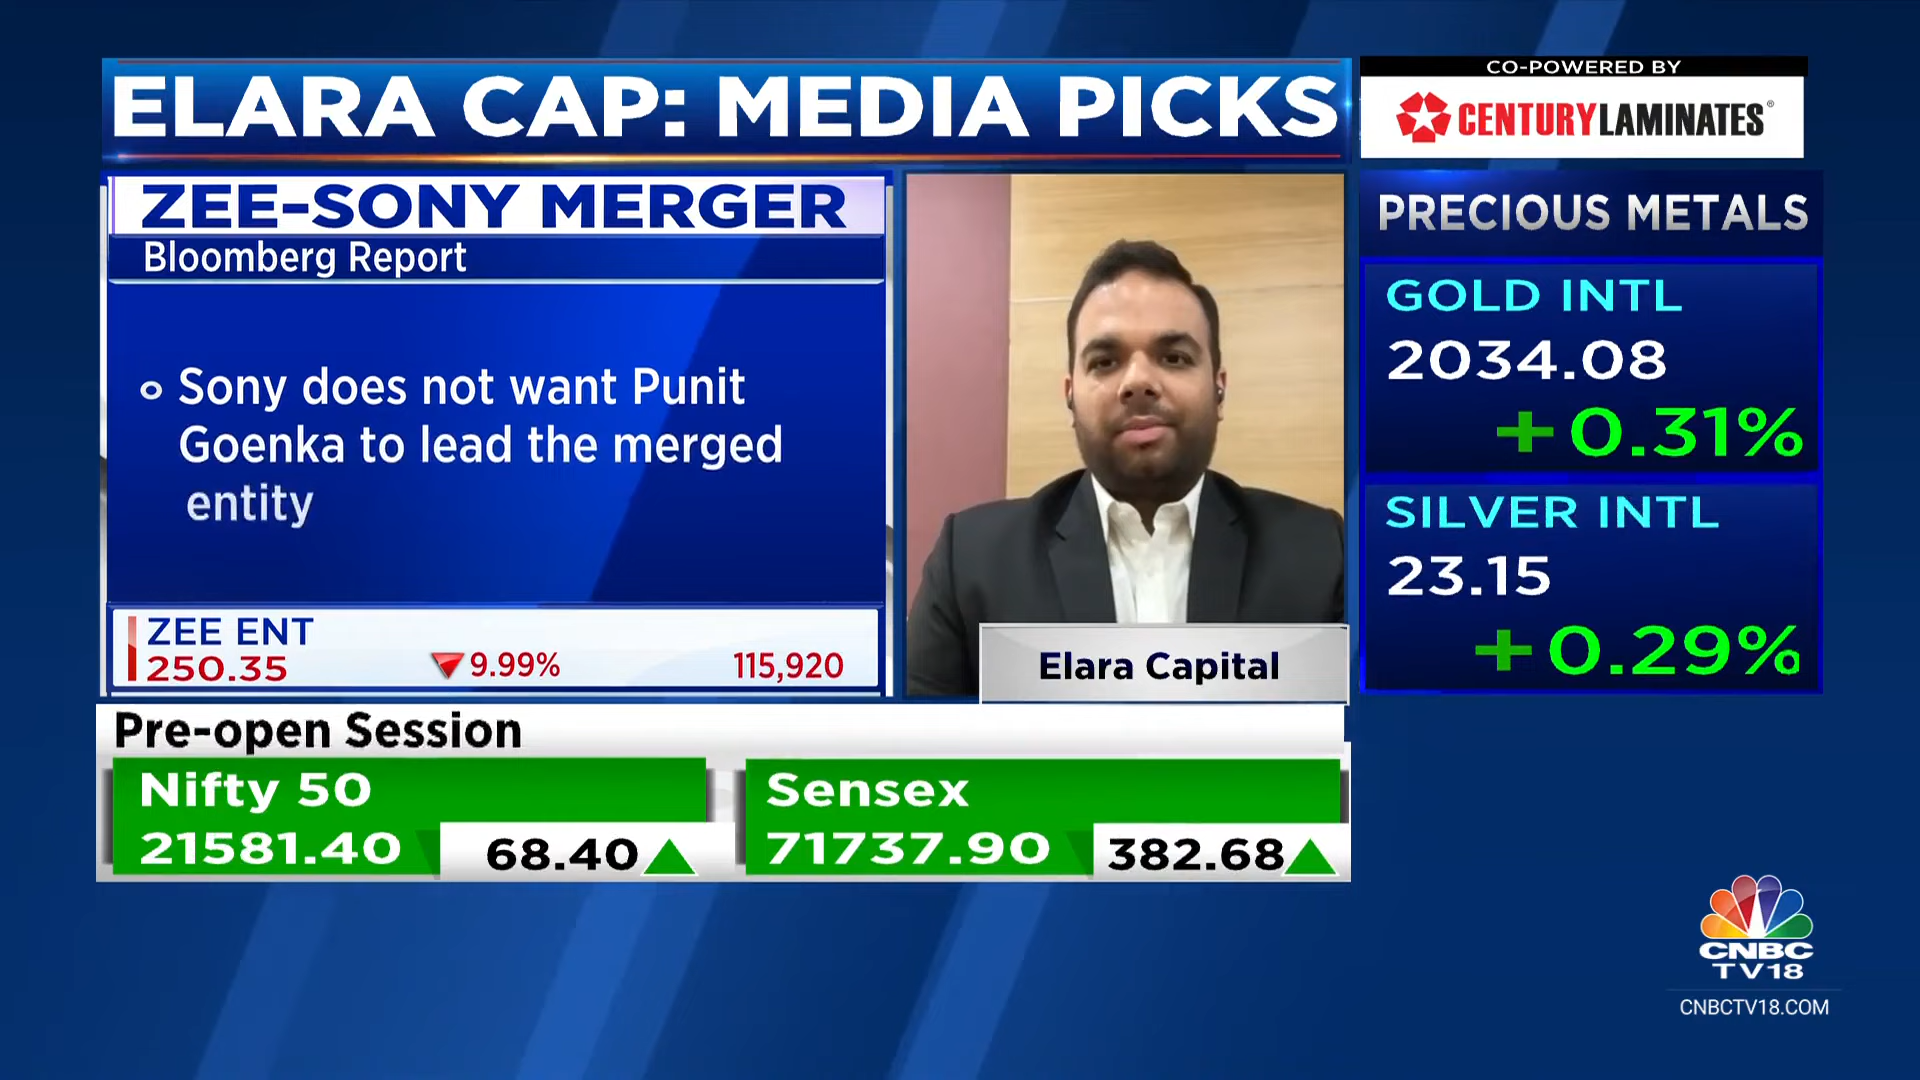 ELARA CAP: MEDIA PICKS
CO-POWERED BY
CENTURYLAMINATES®
ZEE-SONY MERGER
Bloomberg Report
Sony does not want Punit
Goenka to lead the merged
entity
ZEE ENT
250.35 ▼9.99% 115,920
Elara Capital
PRECIOUS METALS
GOLD INTL
2034.08
+0.31%
SILVER INTL
23.15
+0.29%
Pre-open Session
Nifty 50
21581.40 68.40▲
Sensex
71737.90 382.68▲
CNBC
TV18
CNBCTV18.COM